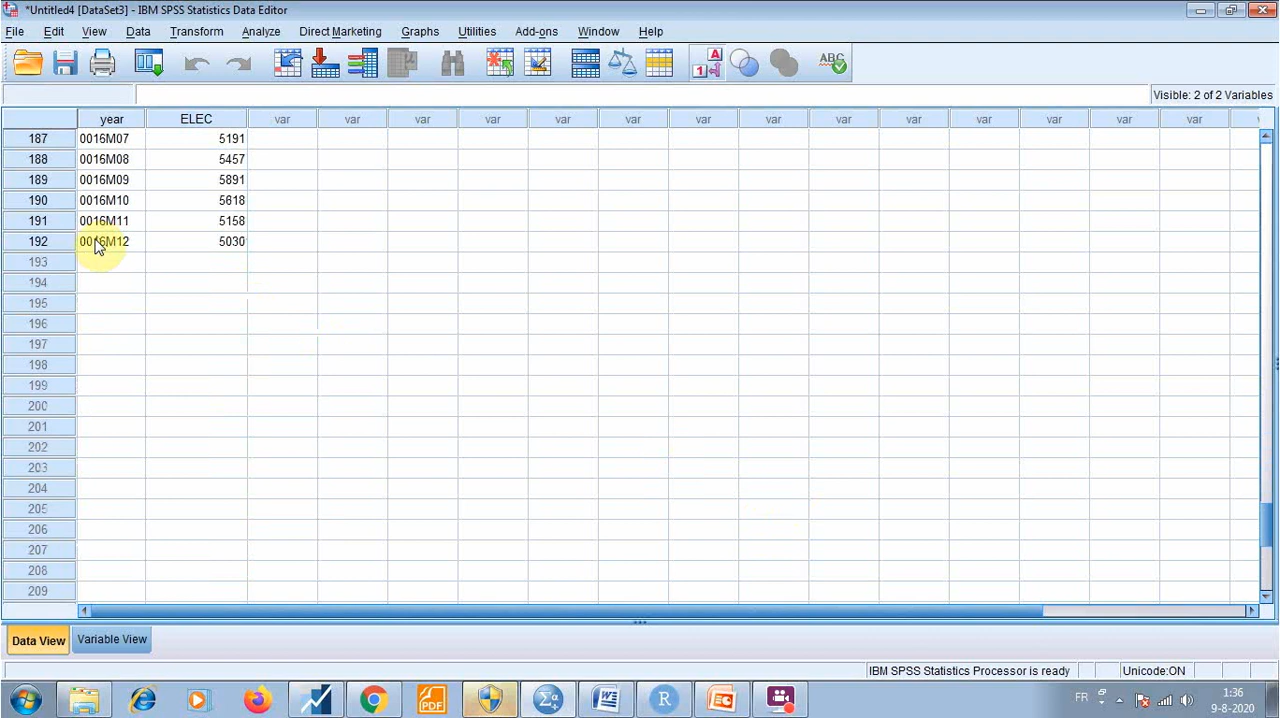 *Untitled4 [DataSet3] - IBM SPSS Statistics Data Editor
File Edit View Data Transform Analyze Direct Marketing Graphs Utilities Add-ons Window Help
Visible: 2 of 2 Variables
year ELEC var var var var var var var var var var var var var var
187 0016M07 5191
188 0016M08 5457
189 0016M09 5891
190 0016M10 5618
191 0016M11 5158
192 0016M12 5030
193
194
195
196
197
198
199
200
201
202
203
204
205
206
207
208
209
Data View Variable View
IBM SPSS Statistics Processor is ready Unicode:ON
FR 1:36
9-8-2020